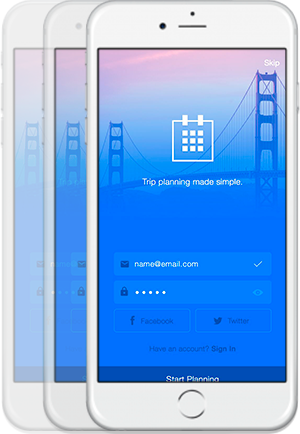 Skip
Trip planning made simple.
name@email.com
•••••
Facebook
Twitter
Have an account? Sign In
Start Planning